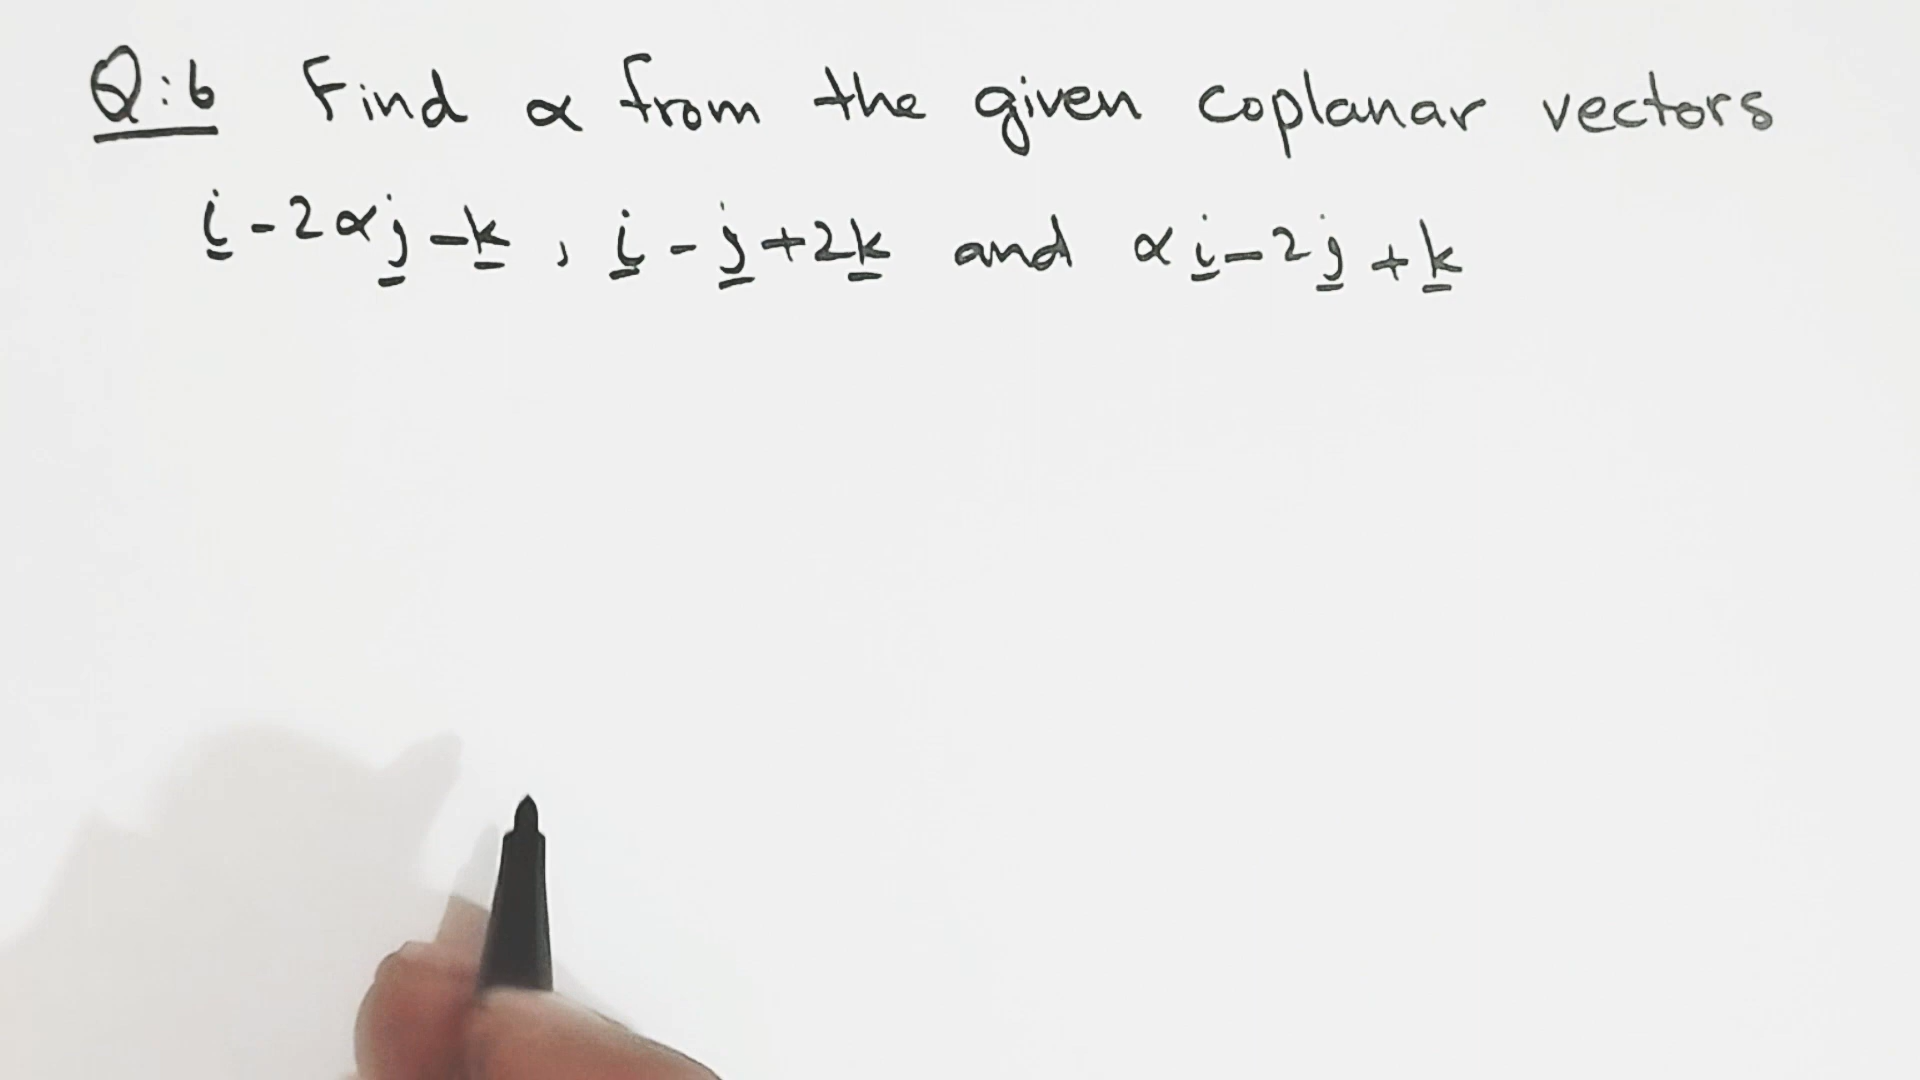 Q:6 Find α from the given coplanar vectors
i - 2αj - k , i - j + 2k and αi - 2j + k